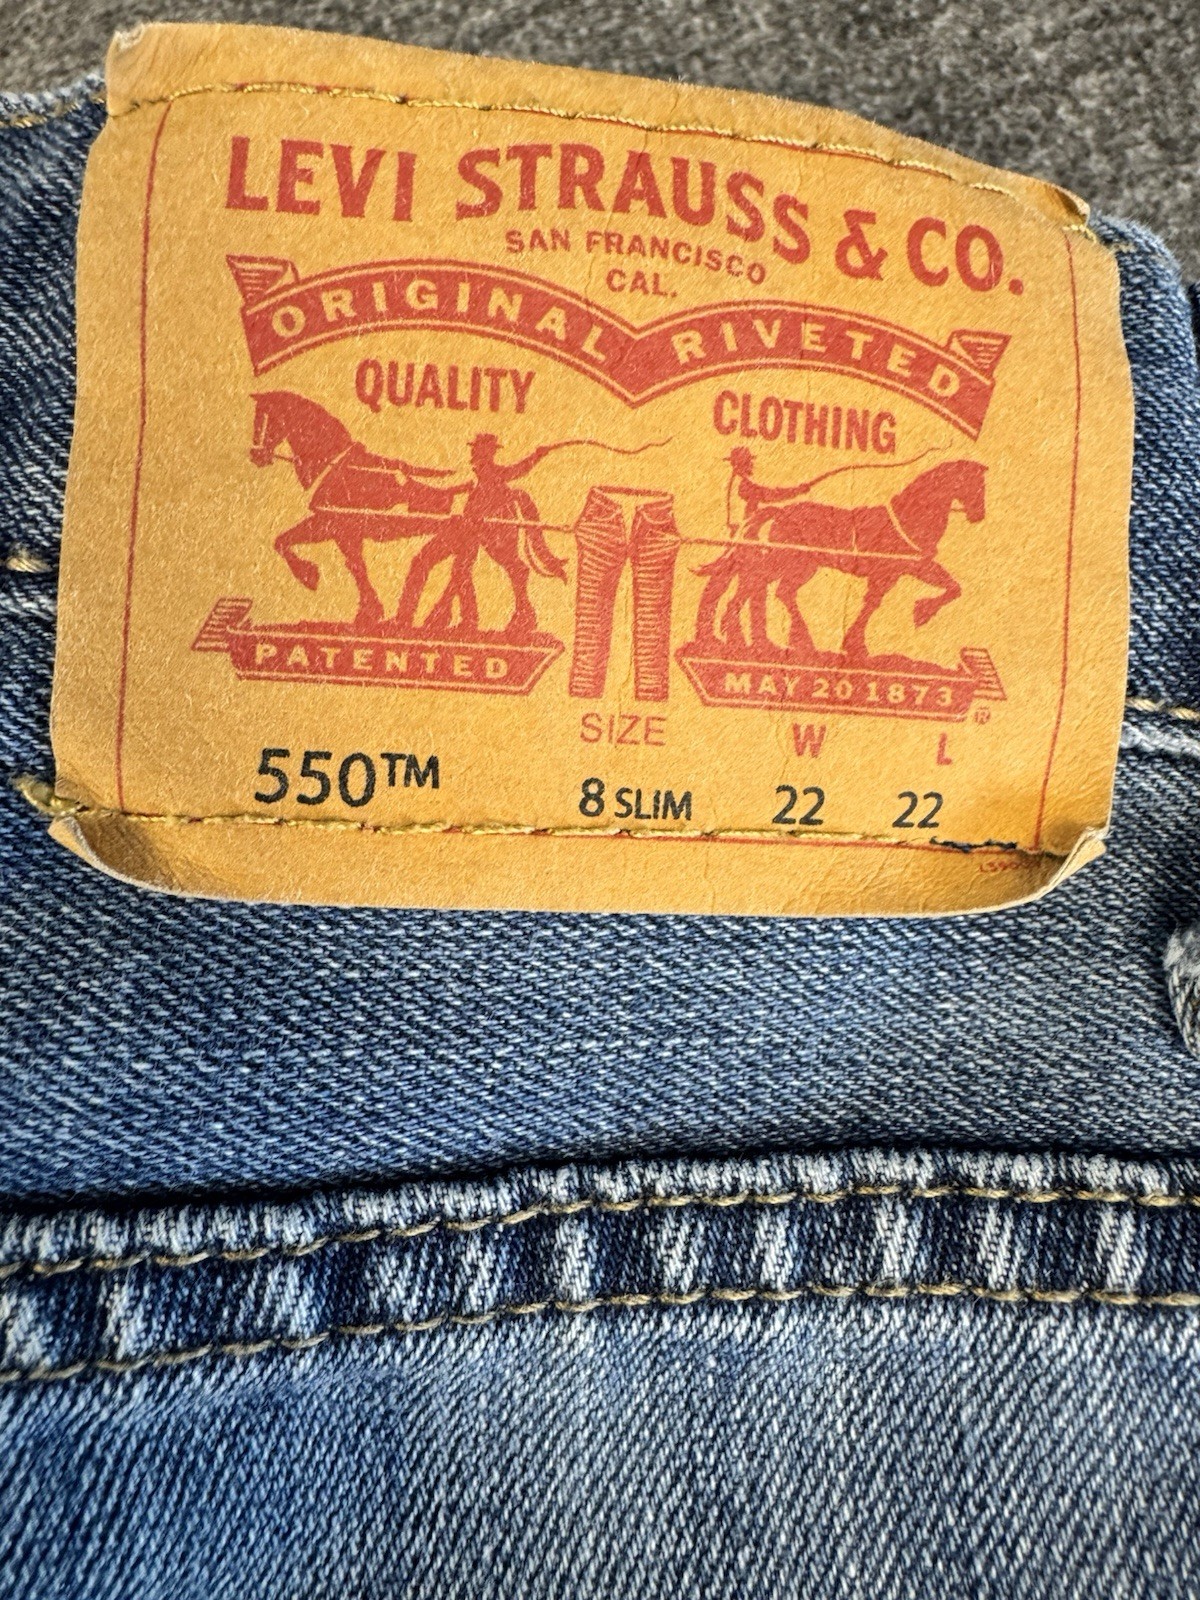 LEVI STRAUSS & CO.
SAN FRANCISCO
CAL.
ORIGINAL RIVETED
QUALITY CLOTHING
PATENTED MAY 20 1873
®
SIZE W L
550™ 8 SLIM 22 22